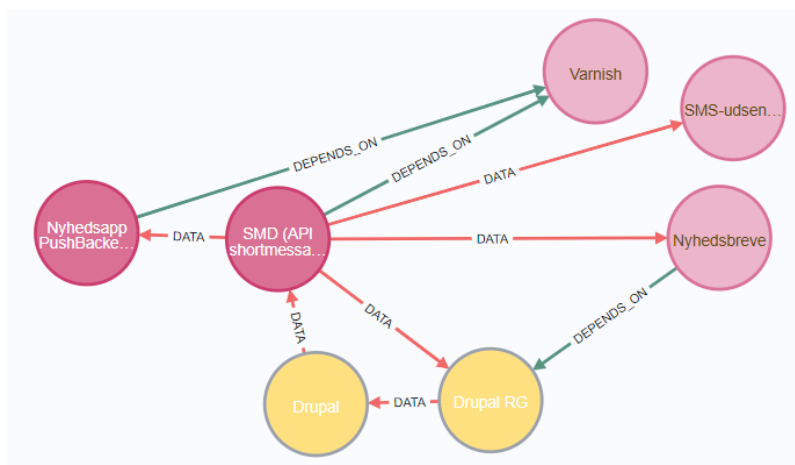 Varnish
SMS-udsen...
DEPENDS_ON
DEPENDS_ON
DATA
Nyhedsapp
PushBacke...
DATA
SMD (API
shortmessa...
DATA
Nyhedsbreve
DEPENDS_ON
DATA
DATA
Drupal
DATA
Drupal RG